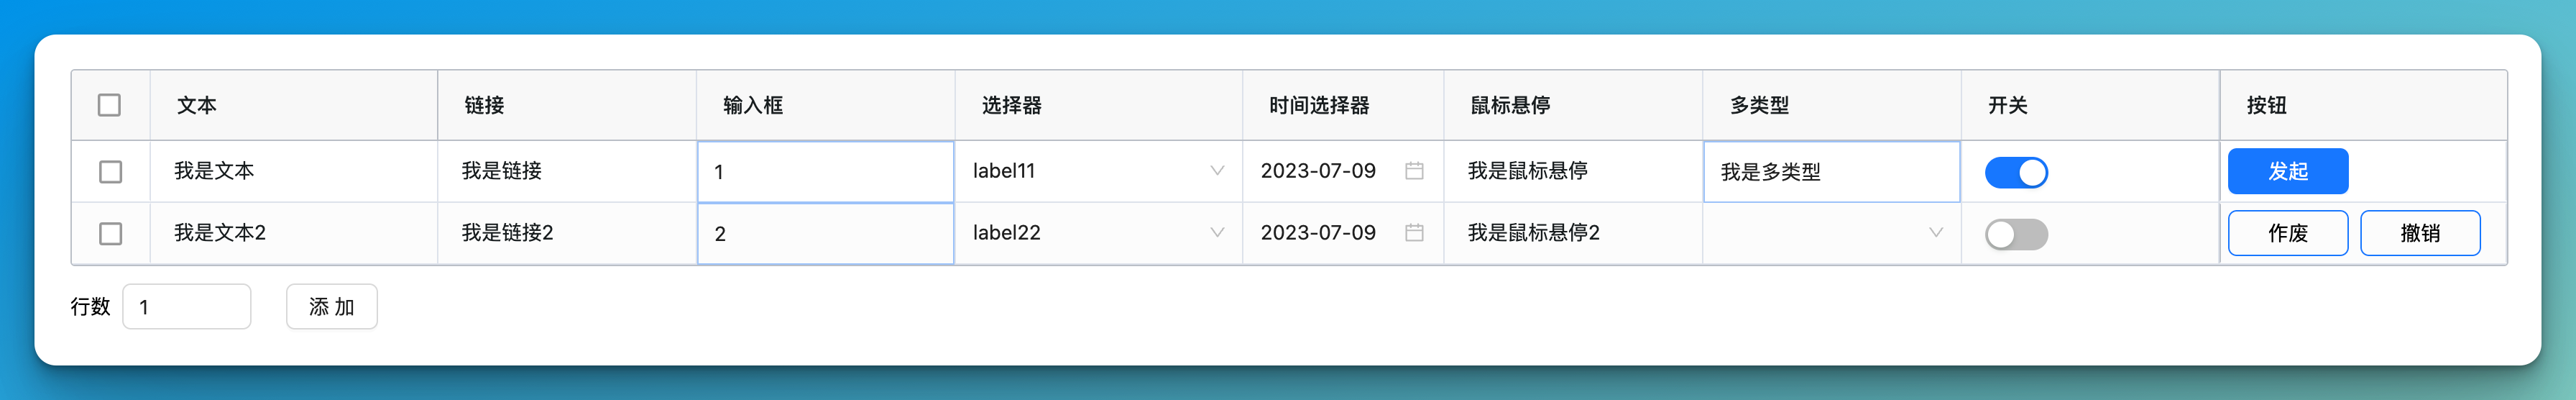 文本 链接 输入框 选择器 时间选择器 鼠标悬停 多类型 开关 按钮
我是文本 我是链接 1 label11 2023-07-09 我是鼠标悬停 我是多类型 发起
我是文本2 我是链接2 2 label22 2023-07-09 我是鼠标悬停2 作废 撤销
行数 1 添 加